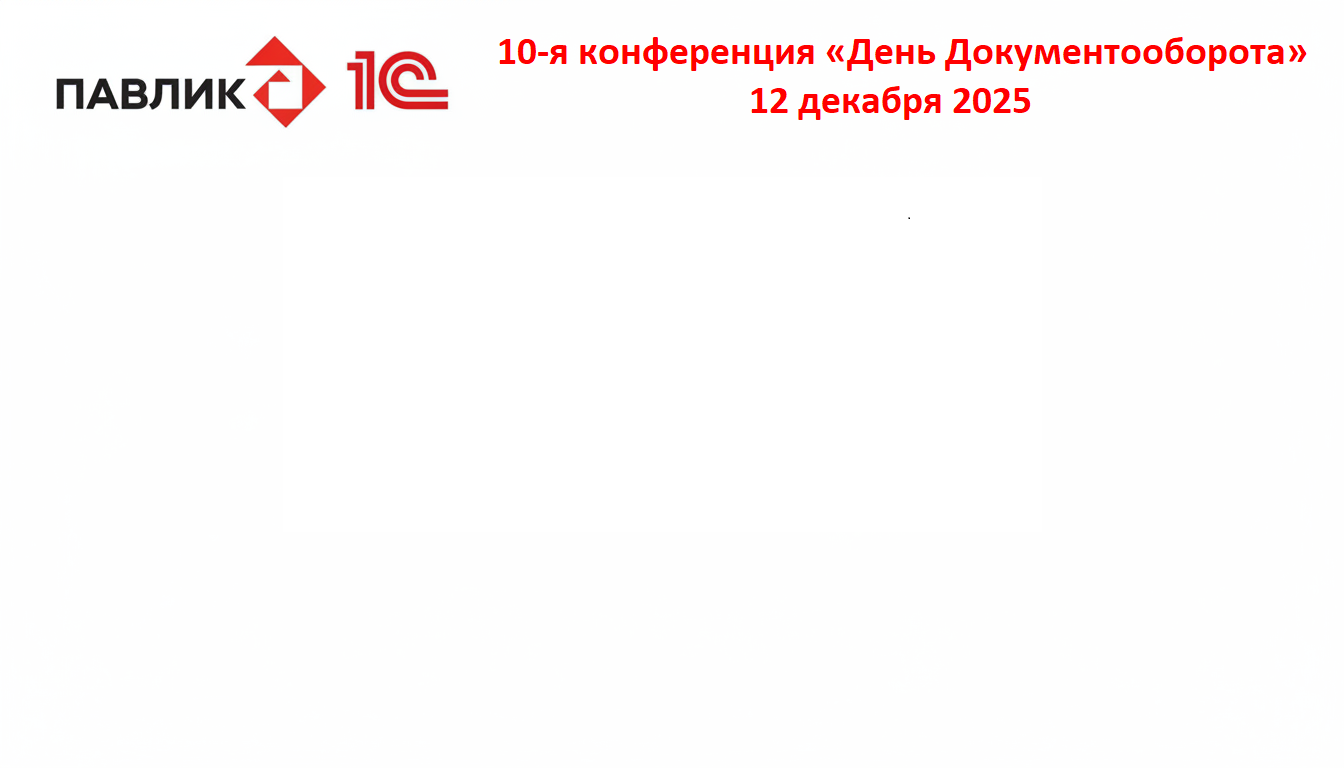 ПАВЛИК 1С
10-я конференция «День Документооборота»
12 декабря 2025